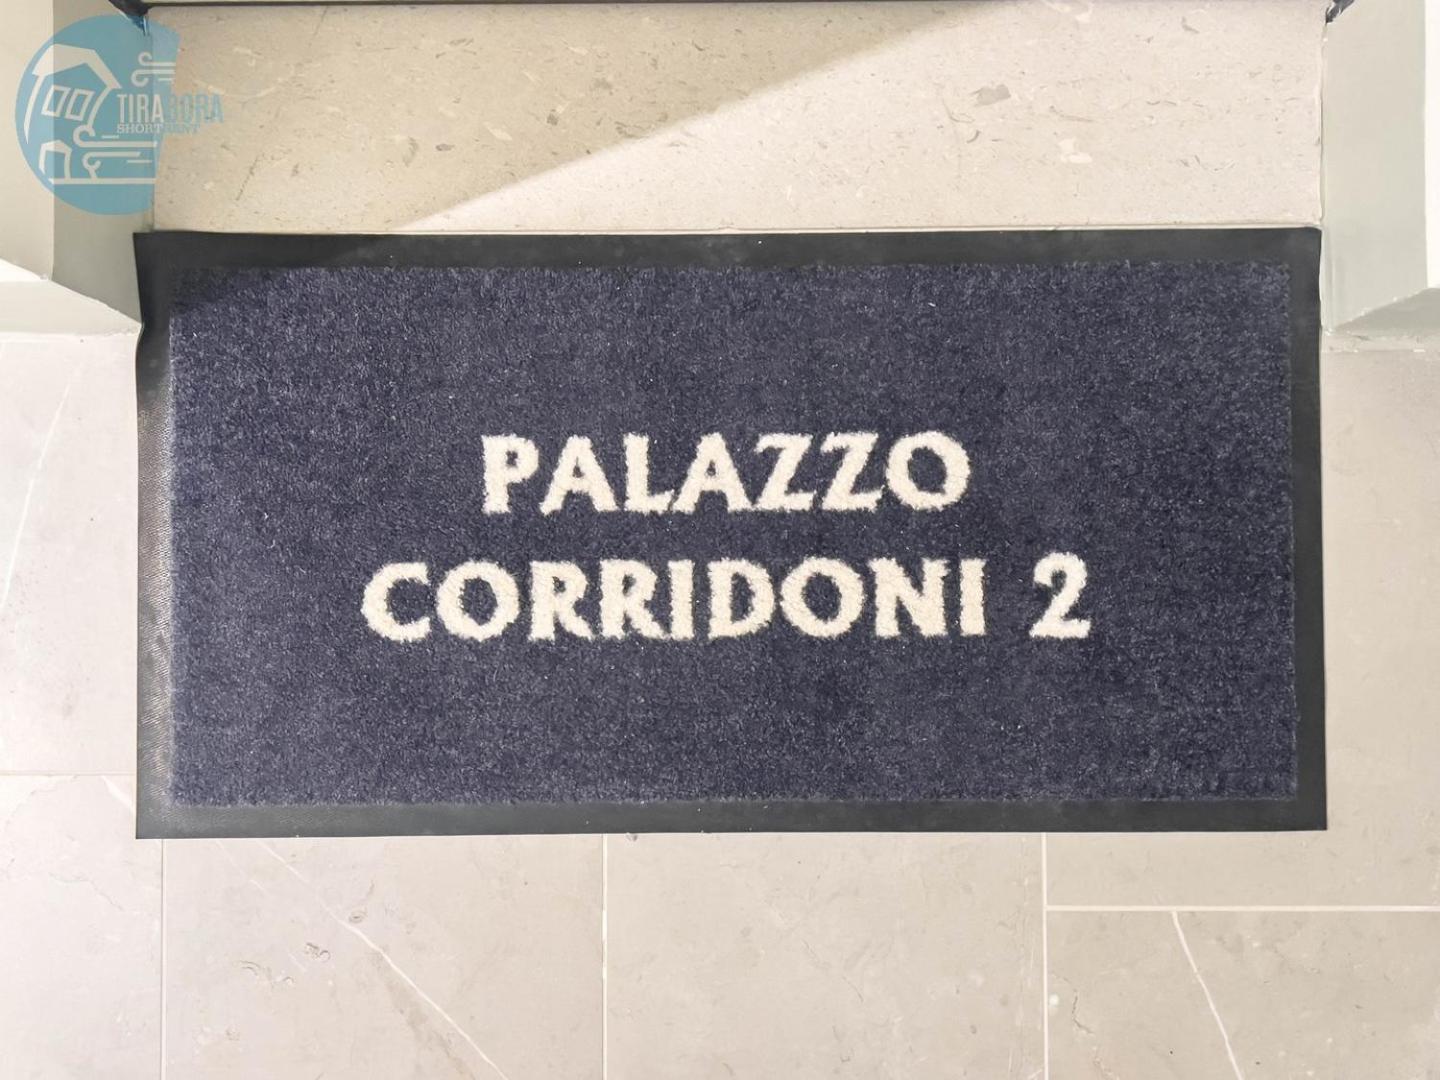 TIRABORA
SHORT RENT
PALAZZO
CORRIDONI 2